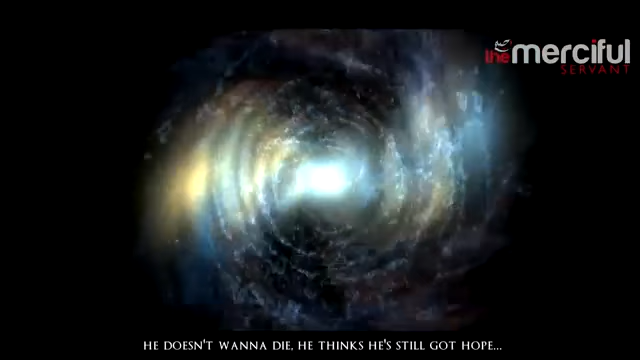 the merciful
SERVANT
HE DOESN'T WANNA DIE, HE THINKS HE'S STILL GOT HOPE...